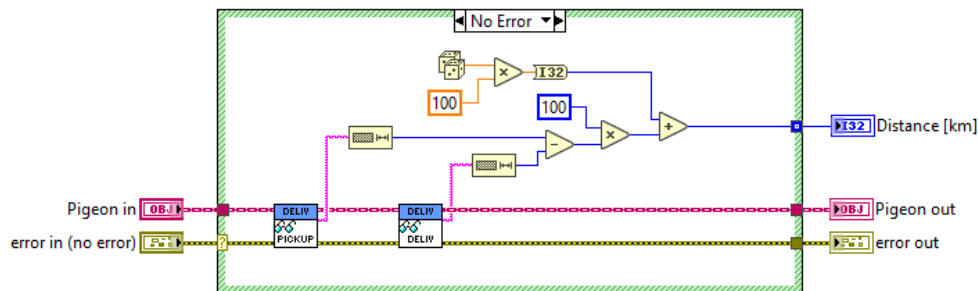 No Error
I32
100
100
I32
Distance [km]
Pigeon in
OBJ
DELIV
PICKUP
DELIV
DELIV
OBJ
Pigeon out
error in (no error)
?
error out